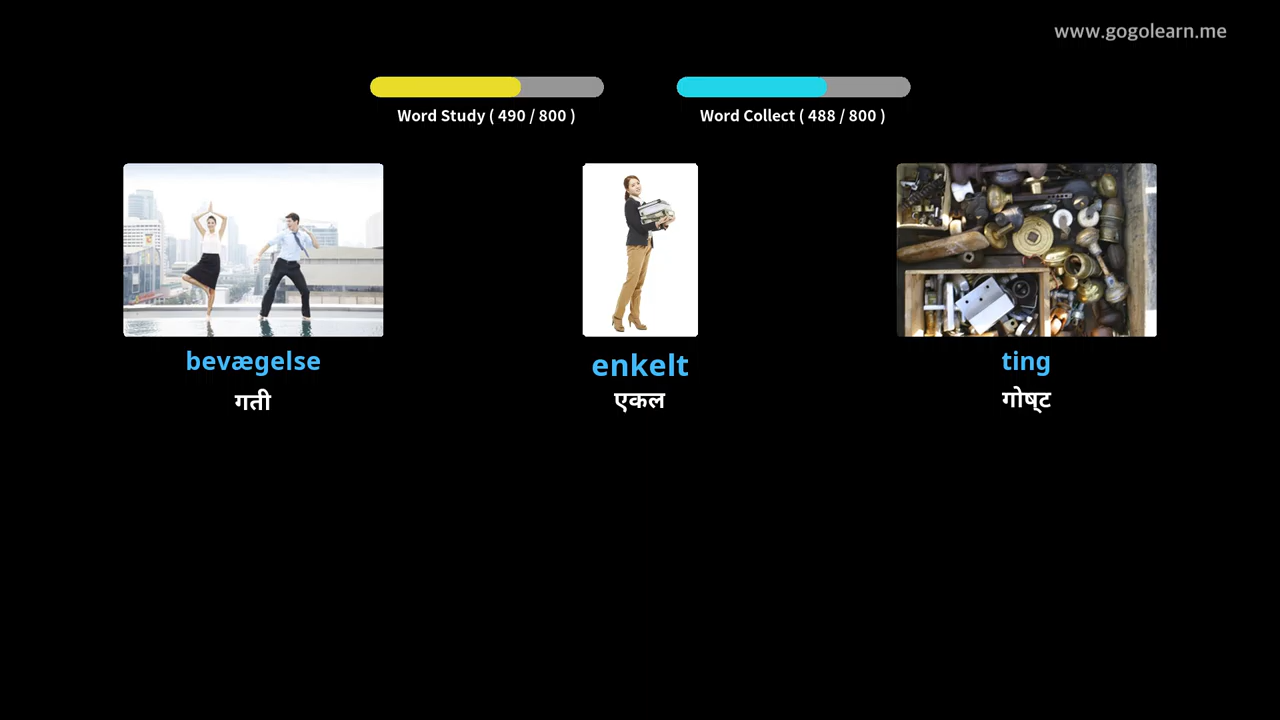 www.gogolearn.me
Word Study ( 490 / 800 )
Word Collect ( 488 / 800 )
bevægelse
गती
enkelt
एकल
ting
गोष्ट